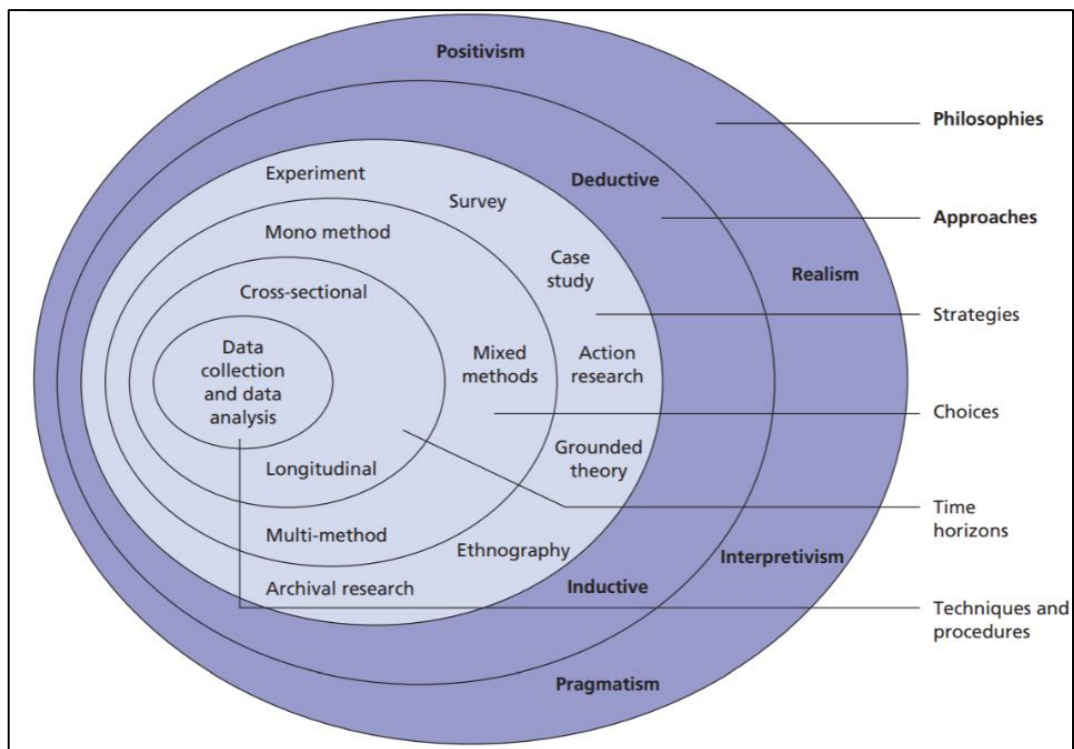 Positivism
Philosophies
Experiment
Deductive
Survey
Approaches
Mono method
Case
study
Realism
Cross-sectional
Strategies
Data
collection
and data
analysis
Mixed
methods
Action
research
Choices
Longitudinal
Grounded
theory
Time
horizons
Multi-method
Ethnography
Interpretivism
Archival research
Inductive
Techniques and
procedures
Pragmatism